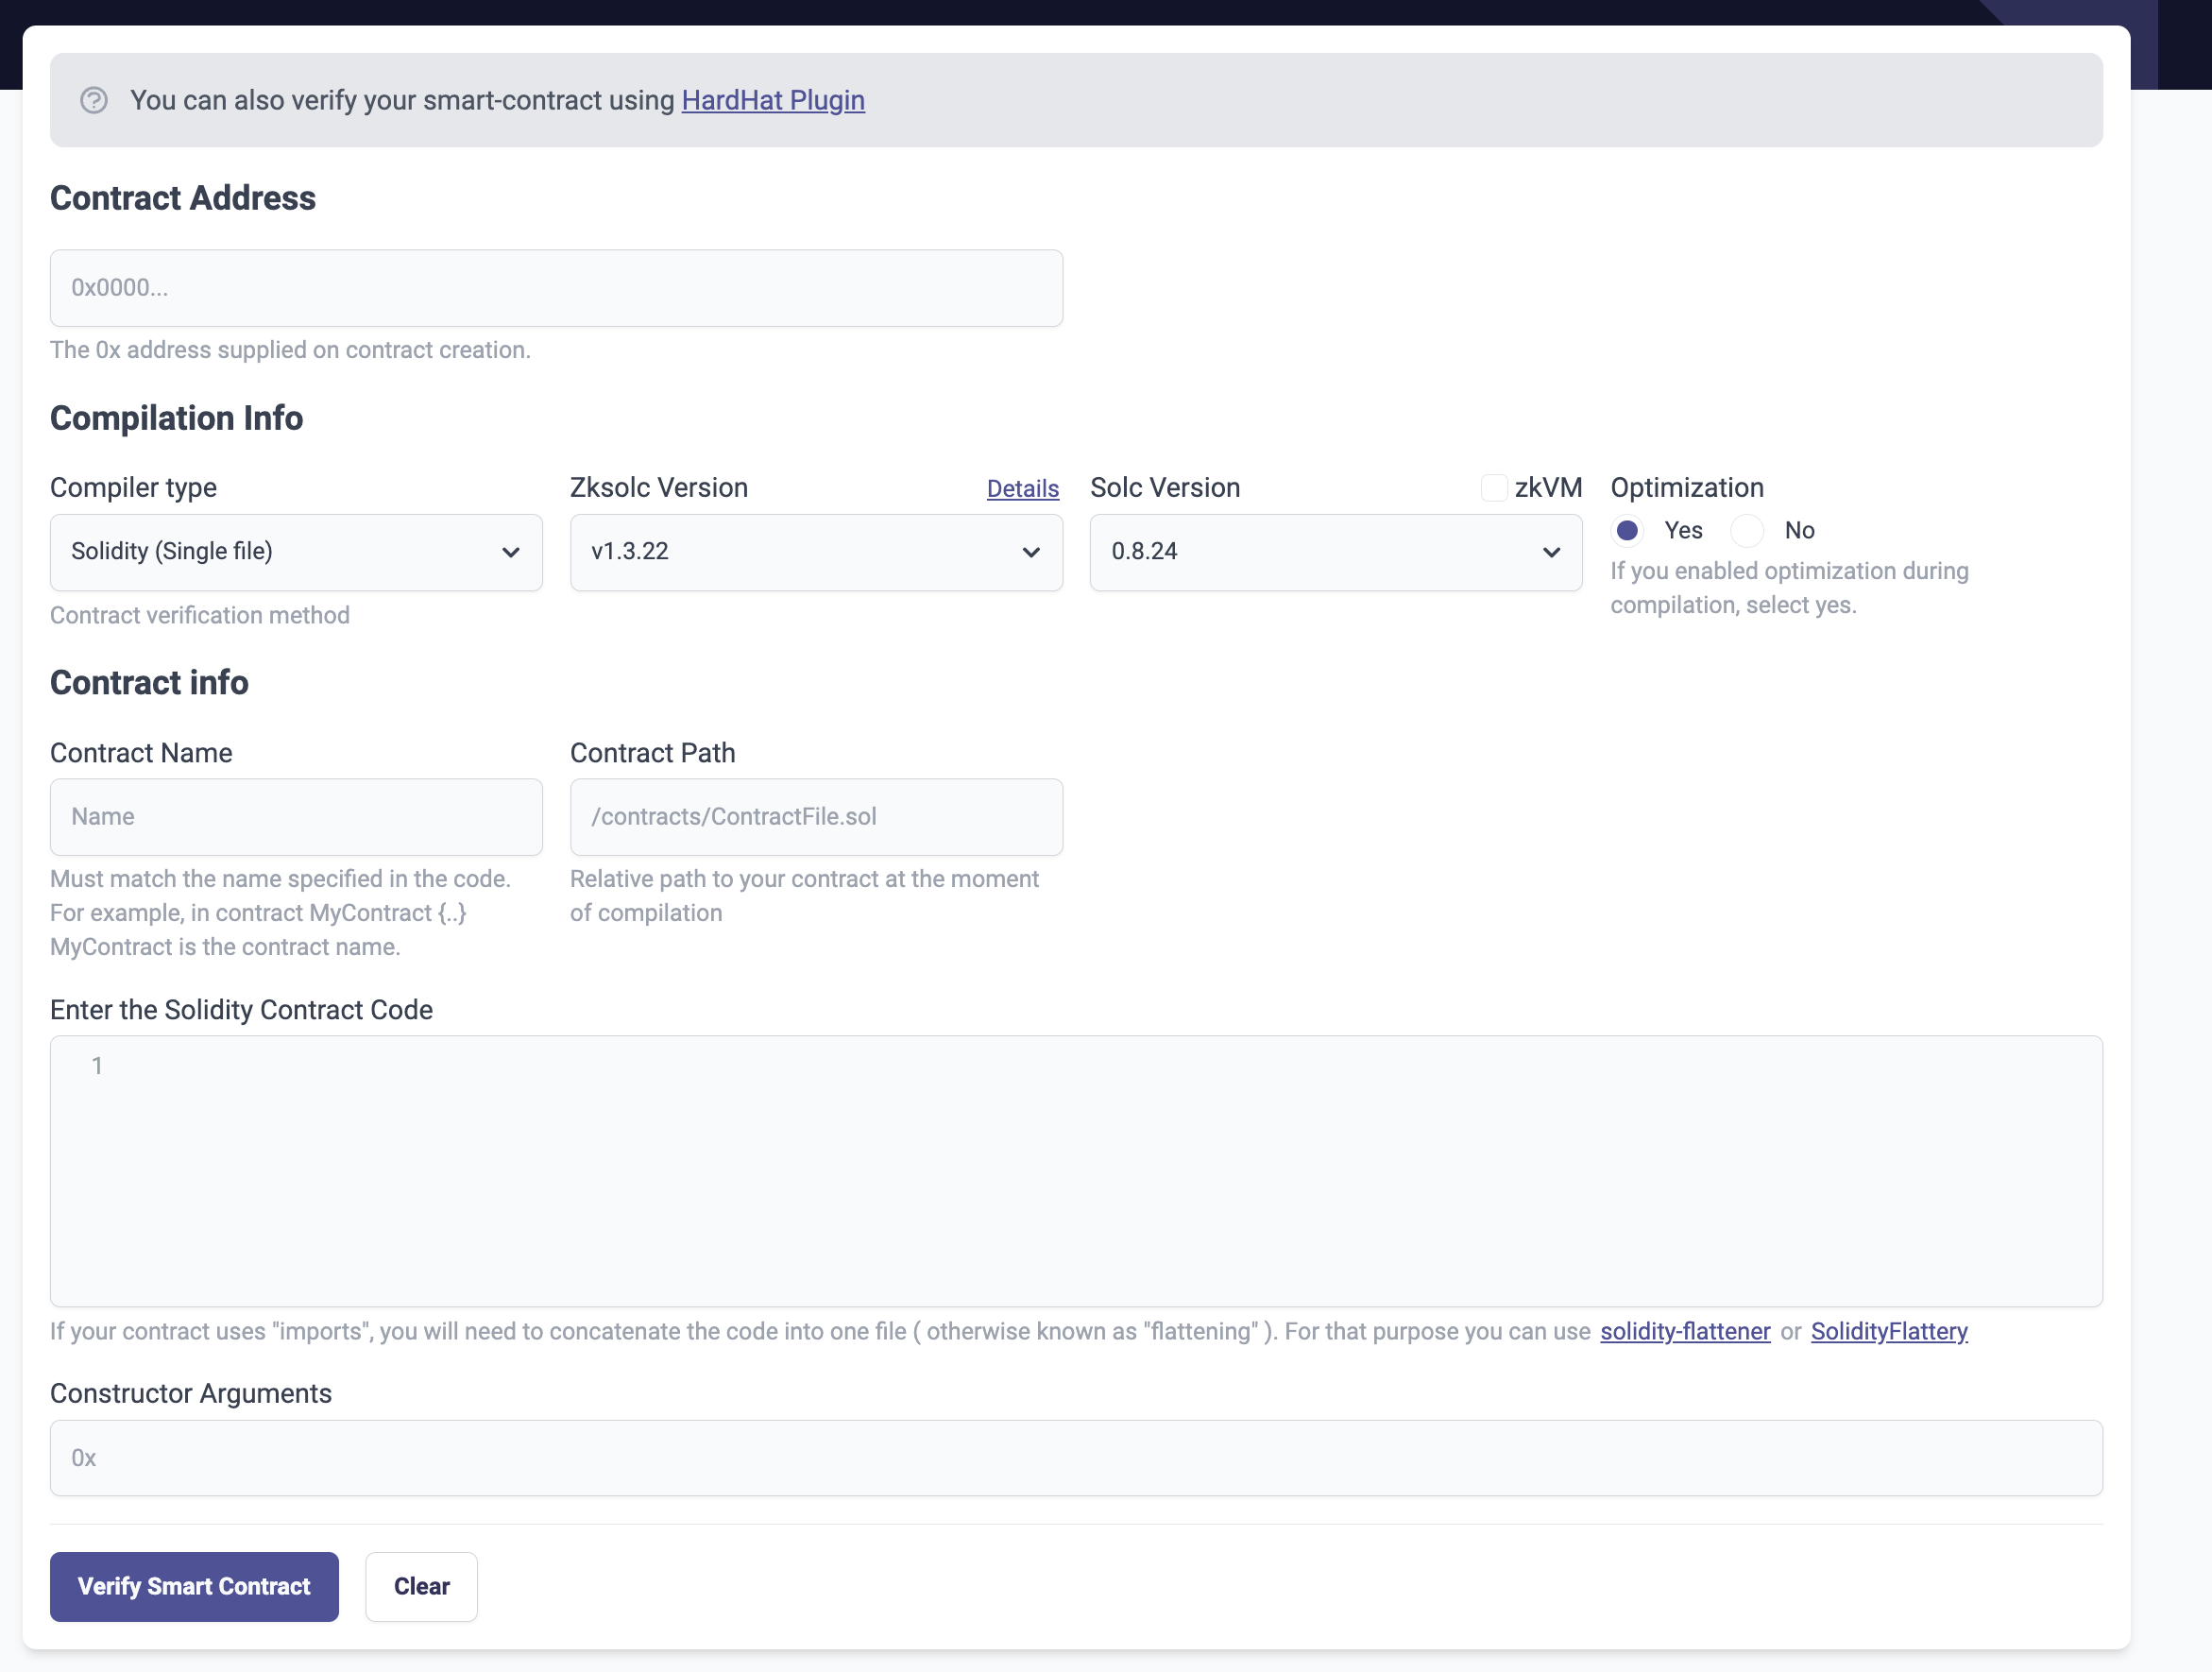 You can also verify your smart-contract using HardHat Plugin
Contract Address
0x0000...
The 0x address supplied on contract creation.
Compilation Info
Compiler type
Zksolc Version
Details
Solc Version
zkVM
Optimization
Solidity (Single file)
v1.3.22
0.8.24
Yes
No
If you enabled optimization during
compilation, select yes.
Contract verification method
Contract info
Contract Name
Contract Path
Name
/contracts/ContractFile.sol
Must match the name specified in the code.
For example, in contract MyContract {..}
MyContract is the contract name.
Relative path to your contract at the moment
of compilation
Enter the Solidity Contract Code
1
If your contract uses "imports", you will need to concatenate the code into one file ( otherwise known as "flattening" ). For that purpose you can use solidity-flattener or SolidityFlattery
Constructor Arguments
0x
Verify Smart Contract
Clear